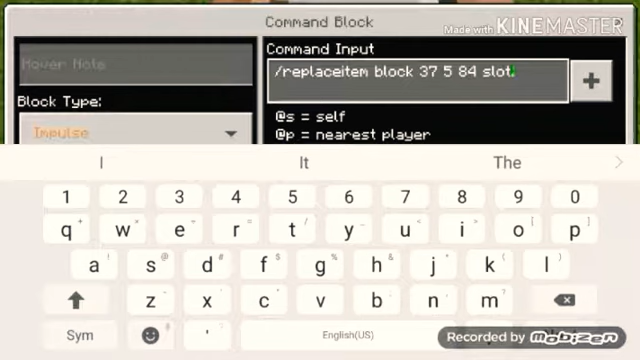 Command Block
Made with KINEMASTER
Hover Note
Command Input
/replaceitem block 37 5 84 slot
+
Block Type:
@s = self
Impulse
@p = nearest player
I It The >
1 2 3 4 5 6 7 8 9 0
q w e r t y u i o p
a s d f g h j k l
z x c v b n m
Sym ' English(US)
Recorded by mobizen